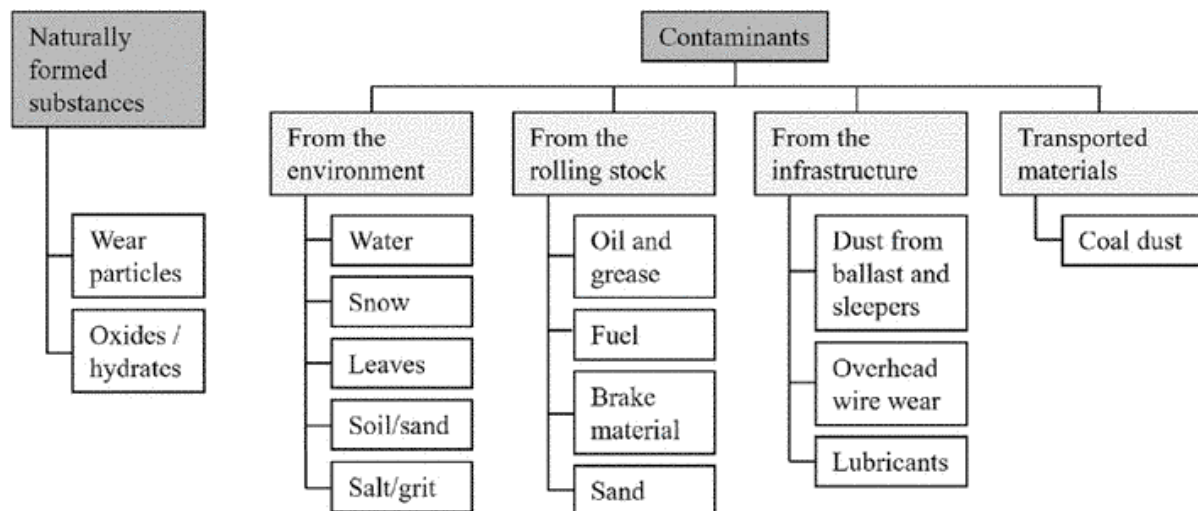 Naturally
formed
substances
Wear
particles
Oxides /
hydrates
Contaminants
From the
environment
Water
Snow
Leaves
Soil/sand
Salt/grit
From the
rolling stock
Oil and
grease
Fuel
Brake
material
Sand
From the
infrastructure
Dust from
ballast and
sleepers
Overhead
wire wear
Lubricants
Transported
materials
Coal dust